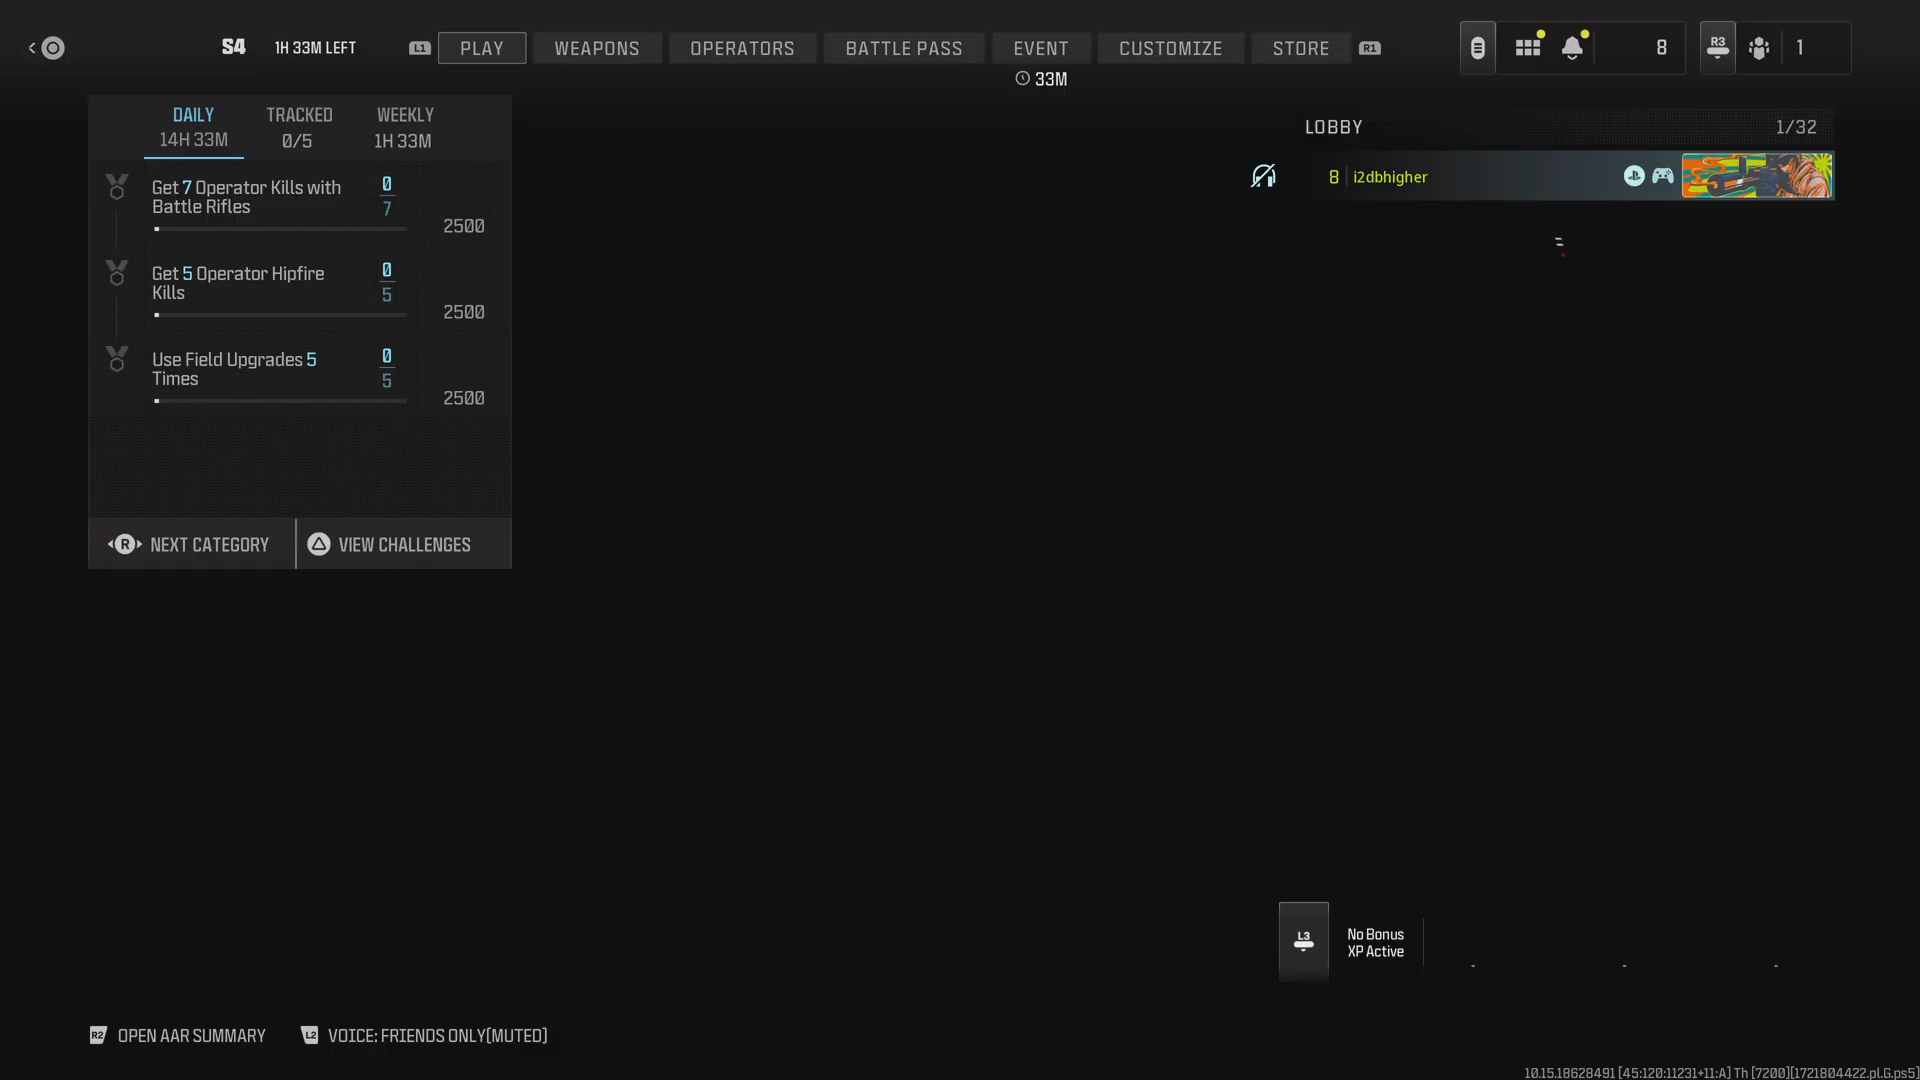 S4 1H 33M LEFT L1 PLAY WEAPONS OPERATORS BATTLE PASS EVENT CUSTOMIZE STORE R1 8 R3 1
33M
DAILY TRACKED WEEKLY
14H 33M 0/5 1H 33M
Get 7 Operator Kills with
Battle Rifles
0
7
2500
Get 5 Operator Hipfire
Kills
0
5
2500
Use Field Upgrades 5
Times
0
5
2500
R NEXT CATEGORY VIEW CHALLENGES
LOBBY 1/32
8 i2dbhigher
L3
No Bonus
XP Active
- - -
R2 OPEN AAR SUMMARY L2 VOICE: FRIENDS ONLY(MUTED)
10.15.18628491 [45:120:11231+11:A] Th [7200][1721804422.pl.G.ps5]